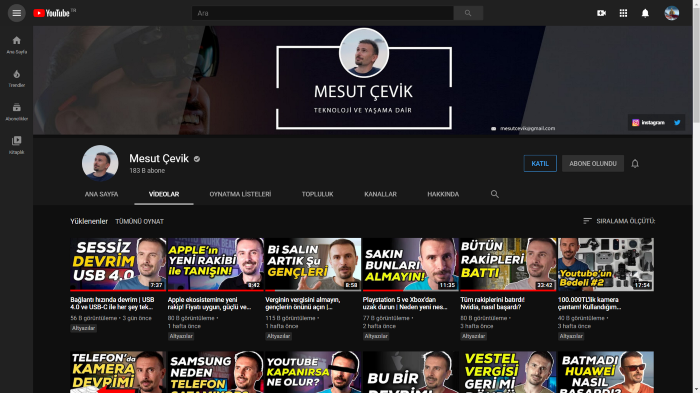 YouTube TR
Ara
Ana Sayfa
Trendler
Abonelikler
Kitaplık
MESUT ÇEVİK
TEKNOLOJİ VE YAŞAMA DAİR
mesutcevik@gmail.com
instagram
Mesut Çevik
183 B abone
KATIL
ABONE OLUNDU
ANA SAYFA
VİDEOLAR
OYNATMA LİSTELERİ
TOPLULUK
KANALLAR
HAKKINDA
Yüklenenler
TÜMÜNÜ OYNAT
SIRALAMA ÖLÇÜTÜ:
SESSİZ
DEVRİM
USB 4.0
7:37
Bağlantı hızında devrim | USB
4.0 ve USB-C ile her şey tek...
56 B görüntüleme • 3 gün önce
Altyazılar
APPLE'ın
YENİ RAKİBİ
ile TANIŞIN!
8:42
Apple ekosistemine yeni
rakip! Fiyatı uygun, güçlü ve...
80 B görüntüleme •
1 hafta önce
Altyazılar
Bİ SALIN
ARTIK ŞU
GENÇLERİ
8:58
Verginin vergisini almayın,
gençlerin önünü açın |...
115 B görüntüleme •
1 hafta önce
Altyazılar
SAKIN
BUNLARI
ALMAYIN!
11:35
Playstation 5 ve Xbox'dan
uzak durun | Neden yeni nes...
77 B görüntüleme •
2 hafta önce
Altyazılar
BÜTÜN
RAKİPLERİ
BATTI
33:42
Tüm rakiplerini batırdı!
Nvidia, nasıl başardı?
60 B görüntüleme •
3 hafta önce
Altyazılar
Youtube'un
Bedeli #2
17:54
100.000TL'lik kamera
çantam! Kullandığım...
40 B görüntüleme •
3 hafta önce
Altyazılar
TELEFON'da
KAMERA
DEVRİMİ
SAMSUNG
NEDEN
TELEFON
YOUTUBE
KAPANIRSA
NE OLUR?
BU BİR
VESTEL
VERGİSİ
GERİ Mİ
BATMADI
HUAWEI
NASIL